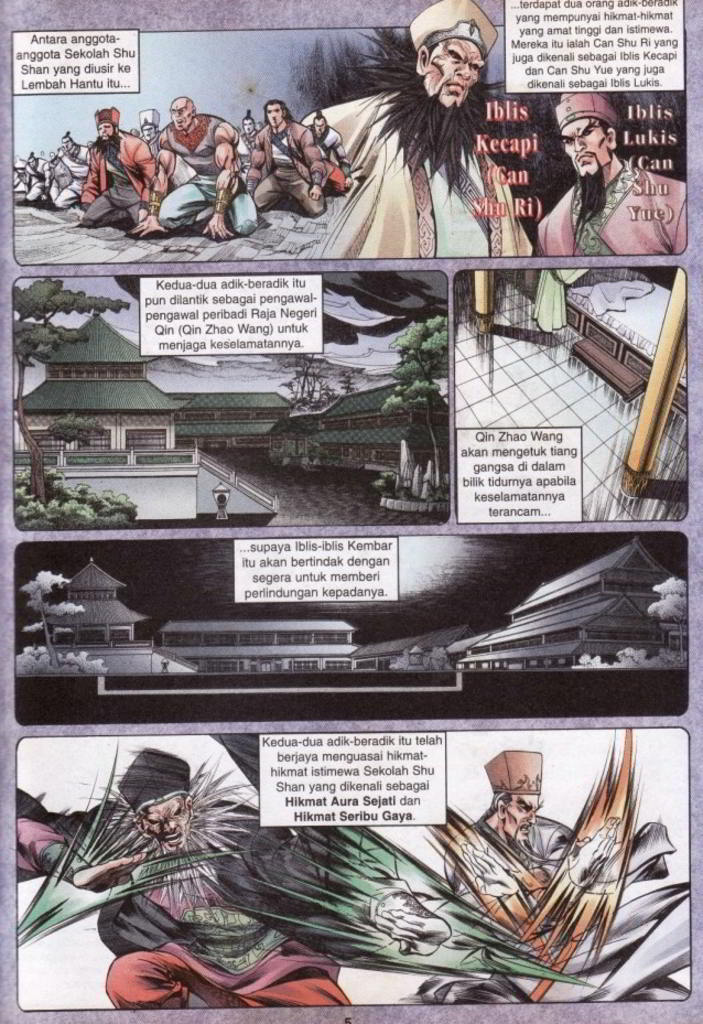 Antara anggota-
anggota Sekolah Shu
Shan yang diusir ke
Lembah Hantu itu...
...terdapat dua orang adik-beradik
yang mempunyai hikmat-hikmat
yang amat tinggi dan istimewa.
Mereka itu ialah Can Shu Ri yang
juga dikenali sebagai Iblis Kecapi
dan Can Shu Yue yang juga
dikenali sebagai Iblis Lukis.
Iblis
Kecapi
(Can
Shu Ri)
Iblis
Lukis
(Can
Shu
Yue)
Kedua-dua adik-beradik itu
pun dilantik sebagai pengawal-
pengawal peribadi Raja Negeri
Qin (Qin Zhao Wang) untuk
menjaga keselamatannya.
Qin Zhao Wang
akan mengetuk tiang
gangsa di dalam
bilik tidurnya apabila
keselamatannya
terancam...
...supaya Iblis-iblis Kembar
itu akan bertindak dengan
segera untuk memberi
perlindungan kepadanya.
Kedua-dua adik-beradik itu telah
berjaya menguasai hikmat-
hikmat istimewa Sekolah Shu
Shan yang dikenali sebagai
Hikmat Aura Sejati dan
Hikmat Seribu Gaya.
5